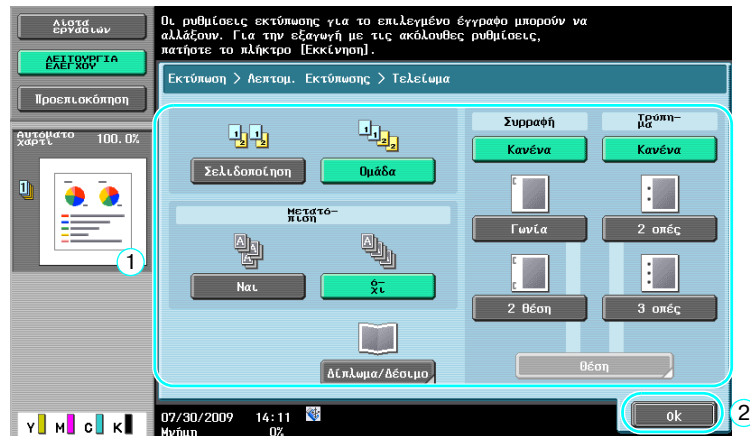 Λίστα
εργασιών
ΛΕΙΤΟΥΡΓΙΑ
ΕΛΕΓΧΟΥ
Προεπισκόπηση
Αυτόματο
χαρτί
100.0%
1
Y M C K
Οι ρυθμίσεις εκτύπωσης για το επιλεγμένο έγγραφο μπορούν να
αλλάξουν. Για την εξαγωγή με τις ακόλουθες ρυθμίσεις,
πατήστε το πλήκτρο [Εκκίνηση].
Εκτύπωση > Λεπτομ. Εκτύπωσης > Τελείωμα
Σελιδοποίηση
Ομάδα
Μετατό-
πιση
Ναι
ό-
χι
Δίπλωμα/Δέσιμο
Συρραφή
Κανένα
Γωνία
2 θέση
Τρύπη-
μα
Κανένα
2 οπές
3 οπές
θέση
07/30/2009 14:11
Μνήμη 0%
ok
2